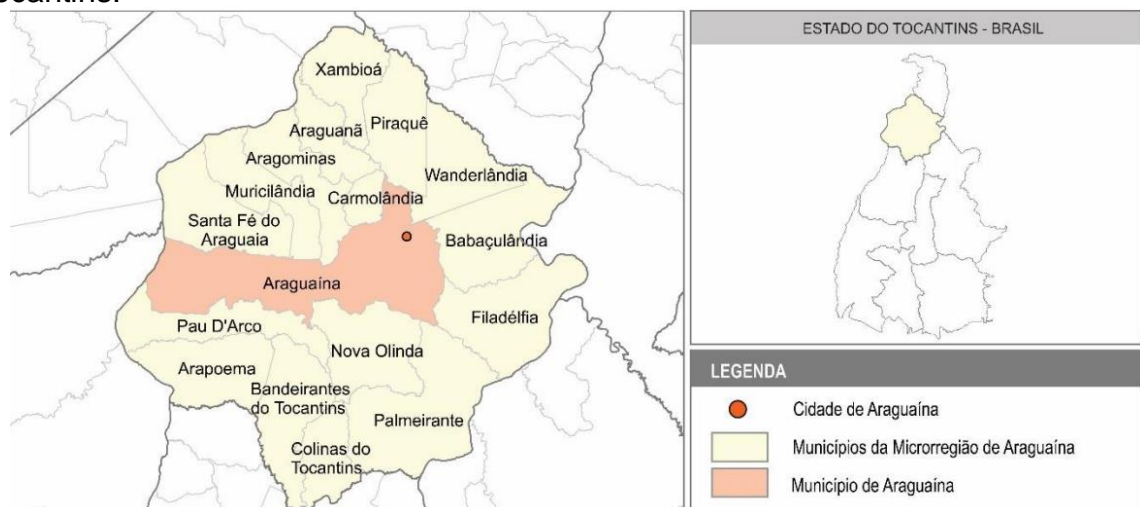 ocantins.
ESTADO DO TOCANTINS - BRASIL
Xambioá
Araguanã
Piraquê
Aragominas
Wanderlândia
Muricilândia
Carmolândia
Santa Fé do
Araguaia
Babaçulândia
Araguaína
Filadélfia
Pau D'Arco
Nova Olinda
Arapoema
Bandeirantes
do Tocantins
Palmeirante
Colinas do
Tocantins
LEGENDA
Cidade de Araguaína
Municípios da Microrregião de Araguaína
Município de Araguaína